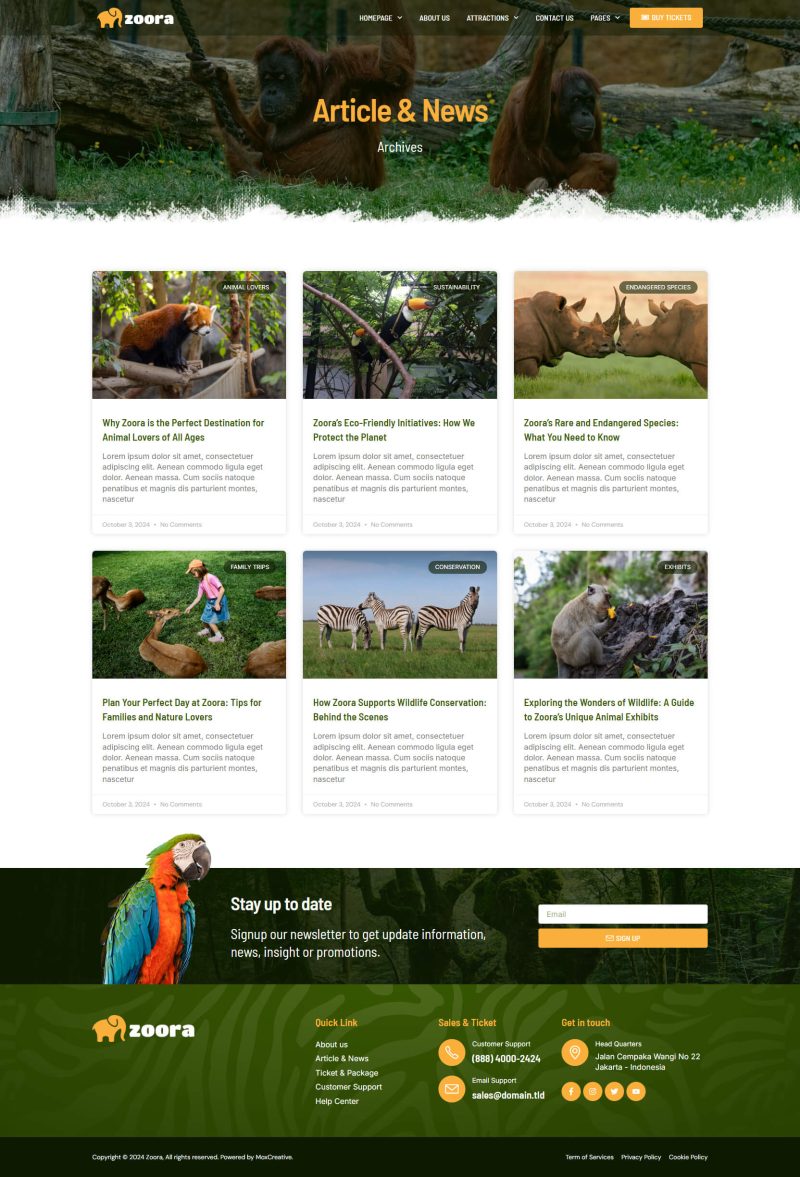 zoora
HOMEPAGE ABOUT US ATTRACTIONS CONTACT US PAGES BUY TICKETS
Article & News
Archives
ANIMAL LOVERS
SUSTAINABILITY
ENDANGERED SPECIES
Why Zoora is the Perfect Destination for
Animal Lovers of All Ages
Lorem ipsum dolor sit amet, consectetuer
adipiscing elit. Aenean commodo ligula eget
dolor. Aenean massa. Cum sociis natoque
penatibus et magnis dis parturient montes,
nascetur
October 3, 2024 • No Comments
Zoora's Eco-Friendly Initiatives: How We
Protect the Planet
Lorem ipsum dolor sit amet, consectetuer
adipiscing elit. Aenean commodo ligula eget
dolor. Aenean massa. Cum sociis natoque
penatibus et magnis dis parturient montes,
nascetur
October 3, 2024 • No Comments
Zoora's Rare and Endangered Species:
What You Need to Know
Lorem ipsum dolor sit amet, consectetuer
adipiscing elit. Aenean commodo ligula eget
dolor. Aenean massa. Cum sociis natoque
penatibus et magnis dis parturient montes,
nascetur
October 3, 2024 • No Comments
FAMILY TRIPS
CONSERVATION
EXHIBITS
Plan Your Perfect Day at Zoora: Tips for
Families and Nature Lovers
Lorem ipsum dolor sit amet, consectetuer
adipiscing elit. Aenean commodo ligula eget
dolor. Aenean massa. Cum sociis natoque
penatibus et magnis dis parturient montes,
nascetur
October 3, 2024 • No Comments
How Zoora Supports Wildlife Conservation:
Behind the Scenes
Lorem ipsum dolor sit amet, consectetuer
adipiscing elit. Aenean commodo ligula eget
dolor. Aenean massa. Cum sociis natoque
penatibus et magnis dis parturient montes,
nascetur
October 3, 2024 • No Comments
Exploring the Wonders of Wildlife: A Guide
to Zoora's Unique Animal Exhibits
Lorem ipsum dolor sit amet, consectetuer
adipiscing elit. Aenean commodo ligula eget
dolor. Aenean massa. Cum sociis natoque
penatibus et magnis dis parturient montes,
nascetur
October 3, 2024 • No Comments
Stay up to date
Signup our newsletter to get update information,
news, insight or promotions.
Email
SIGN UP
zoora
Quick Link
About us
Article & News
Ticket & Package
Customer Support
Help Center
Sales & Ticket
Customer Support
(888) 4000-2424
Email Support
sales@domain.tld
Get in touch
Head Quarters
Jalan Cempaka Wangi No 22
Jakarta - Indonesia
Copyright © 2024 Zoora, All rights reserved. Powered by MoxCreative.
Term of Services Privacy Policy Cookie Policy